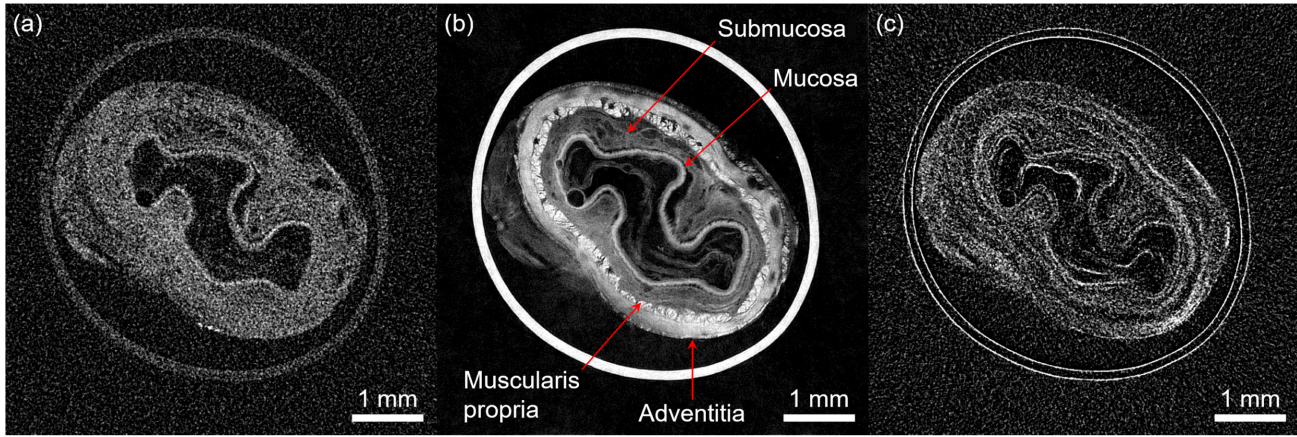 (a)
1 mm
(b)
Submucosa
Mucosa
Muscularis
propria
Adventitia
1 mm
(c)
1 mm